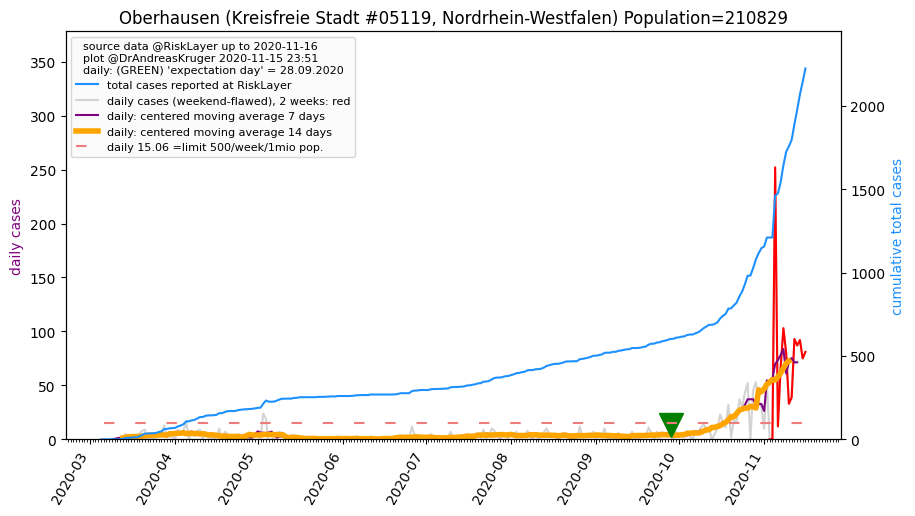 Oberhausen (Kreisfreie Stadt #05119, Nordrhein-Westfalen) Population=210829
source data @RiskLayer up to 2020-11-16
plot @DrAndreasKruger 2020-11-15 23:51
daily: (GREEN) 'expectation day' = 28.09.2020
total cases reported at RiskLayer
daily cases (weekend-flawed), 2 weeks: red
daily: centered moving average 7 days
daily: centered moving average 14 days
daily 15.06 =limit 500/week/1mio pop.
daily cases
350
300
250
200
150
100
50
0
cumulative total cases
2000
1500
1000
500
0
2020-03
2020-04
2020-05
2020-06
2020-07
2020-08
2020-09
2020-10
2020-11